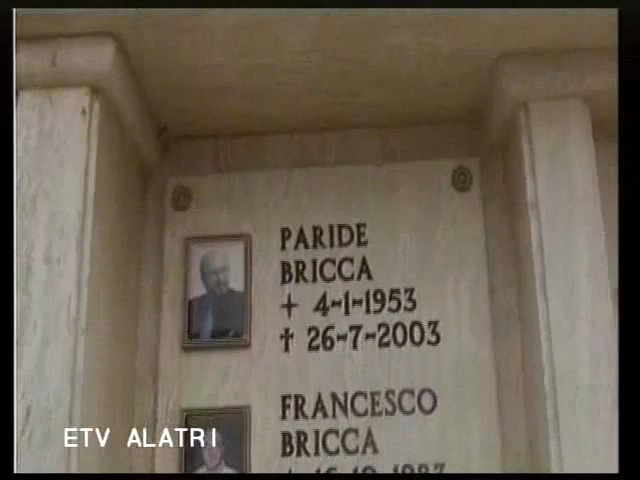 PARIDE
BRICCA
+ 4-1-1953
† 26-7-2003
FRANCESCO
BRICCA
ETV ALATRI